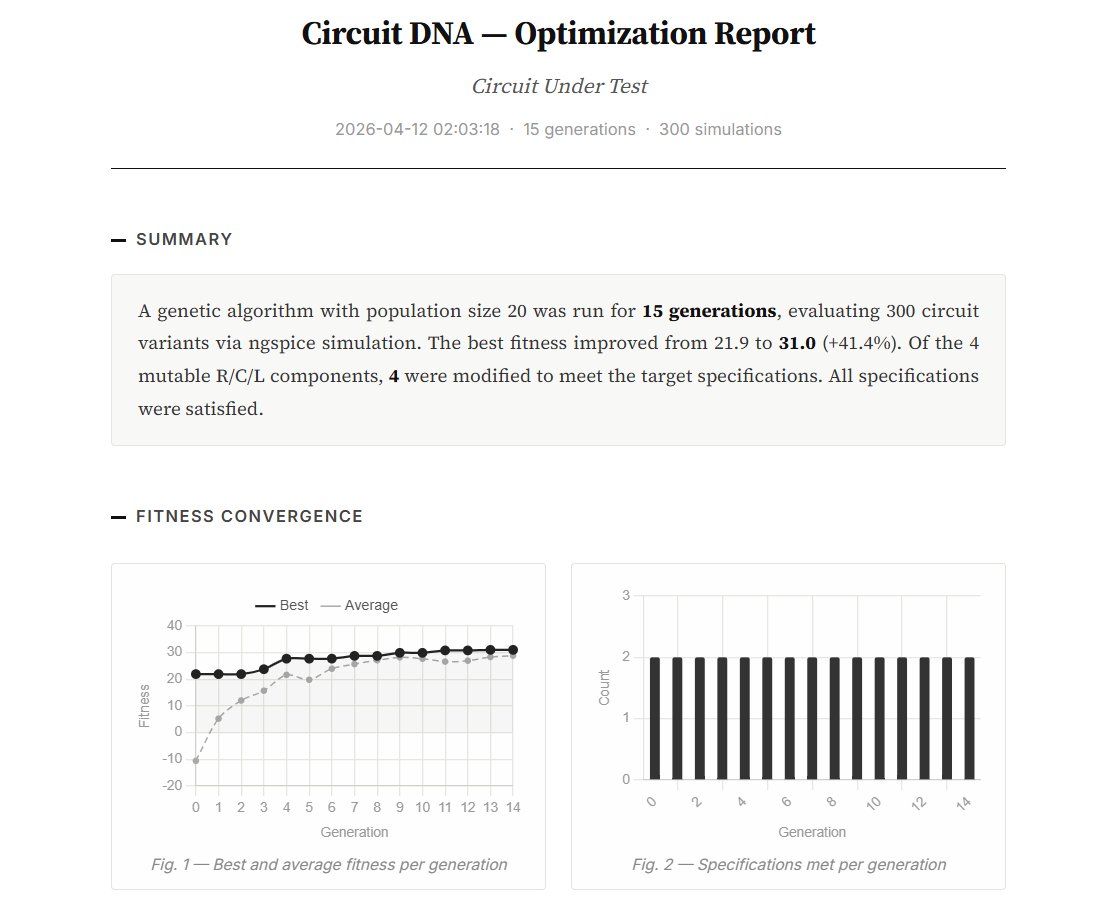 Circuit DNA — Optimization Report
Circuit Under Test
2026-04-12 02:03:18 · 15 generations · 300 simulations
SUMMARY
A genetic algorithm with population size 20 was run for 15 generations, evaluating 300 circuit
variants via ngspice simulation. The best fitness improved from 21.9 to 31.0 (+41.4%). Of the 4
mutable R/C/L components, 4 were modified to meet the target specifications. All specifications
were satisfied.
FITNESS CONVERGENCE
Best Average
40
30
20
10
0
-10
-20
Fitness
0 1 2 3 4 5 6 7 8 9 10 11 12 13 14
Generation
Fig. 1 — Best and average fitness per generation
3
2
1
0
Count
0 2 4 6 8 10 12 14
Generation
Fig. 2 — Specifications met per generation